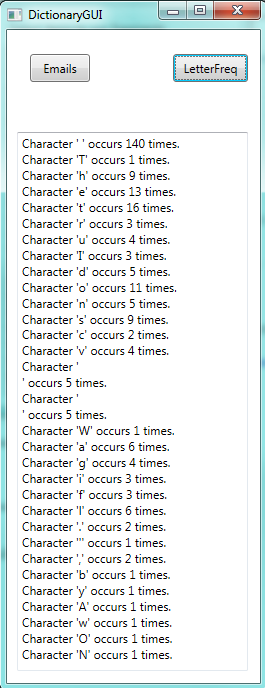 DictionaryGUI
Emails
LetterFreq
Character ' ' occurs 140 times.
Character 'T' occurs 1 times.
Character 'h' occurs 9 times.
Character 'e' occurs 13 times.
Character 't' occurs 16 times.
Character 'r' occurs 3 times.
Character 'u' occurs 4 times.
Character 'I' occurs 3 times.
Character 'd' occurs 5 times.
Character 'o' occurs 11 times.
Character 'n' occurs 5 times.
Character 's' occurs 9 times.
Character 'c' occurs 2 times.
Character 'v' occurs 4 times.
Character '
' occurs 5 times.
Character '
' occurs 5 times.
Character 'W' occurs 1 times.
Character 'a' occurs 6 times.
Character 'g' occurs 4 times.
Character 'i' occurs 3 times.
Character 'f' occurs 3 times.
Character 'l' occurs 6 times.
Character '.' occurs 2 times.
Character ''' occurs 1 times.
Character ',' occurs 2 times.
Character 'b' occurs 1 times.
Character 'y' occurs 1 times.
Character 'A' occurs 1 times.
Character 'w' occurs 1 times.
Character 'O' occurs 1 times.
Character 'N' occurs 1 times.